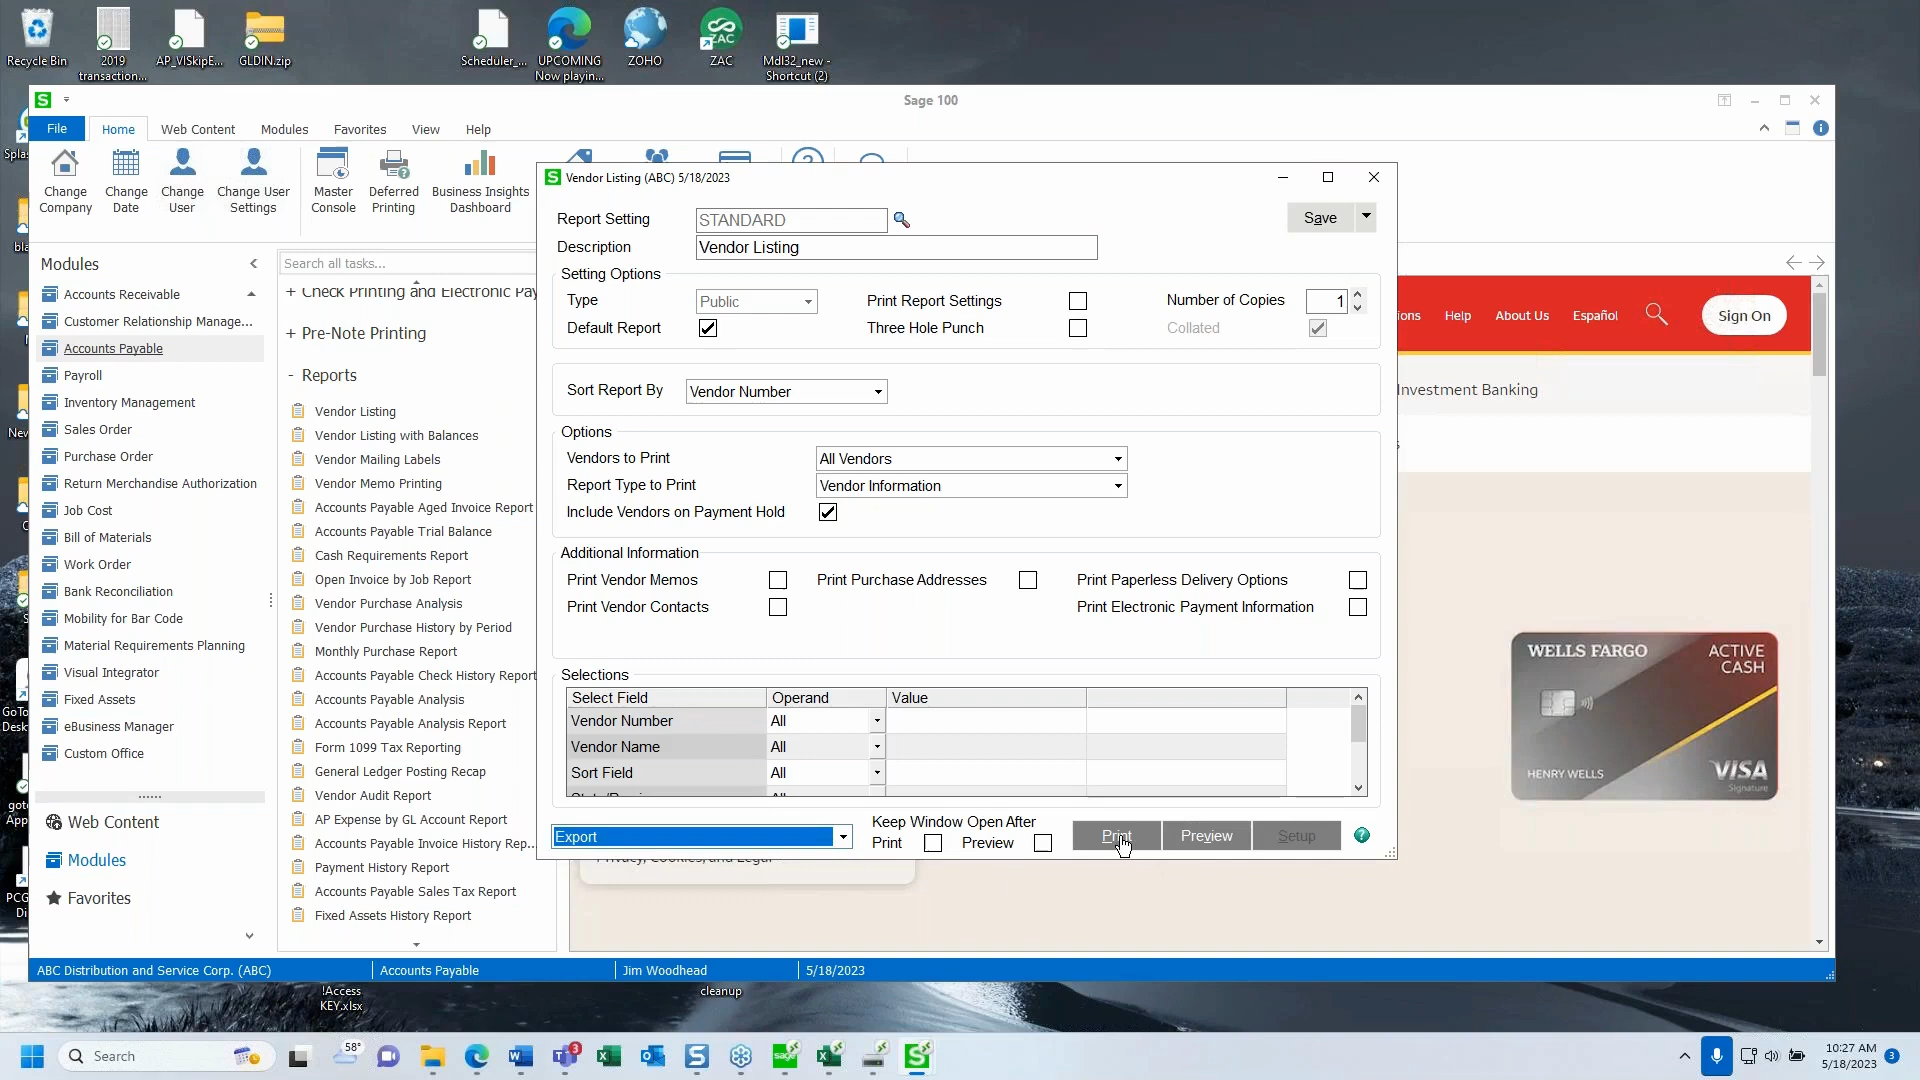 Recycle Bin
2019
transaction...
AP_VISkipE...
GLDIN.zip
Scheduler_...
UPCOMING
Now playin...
ZOHO
ZAC
ZAC
Mdl32_new -
Shortcut (2)
Sage 100
File
Home
Web Content
Modules
Favorites
View
Help
Change
Company
Change
Date
Change
User
Change User
Settings
Master
Console
Deferred
Printing
Business Insights
Dashboard
Modules
Accounts Receivable
Customer Relationship Manage...
Accounts Payable
Payroll
Inventory Management
Sales Order
Purchase Order
Return Merchandise Authorization
Job Cost
Bill of Materials
Work Order
Bank Reconciliation
Mobility for Bar Code
Material Requirements Planning
Visual Integrator
Fixed Assets
eBusiness Manager
Custom Office
Web Content
Modules
Favorites
Search all tasks...
+ Check Printing and Electronic Pay
+ Pre-Note Printing
- Reports
Vendor Listing
Vendor Listing with Balances
Vendor Mailing Labels
Vendor Memo Printing
Accounts Payable Aged Invoice Report
Accounts Payable Trial Balance
Cash Requirements Report
Open Invoice by Job Report
Vendor Purchase Analysis
Vendor Purchase History by Period
Monthly Purchase Report
Accounts Payable Check History Report
Accounts Payable Analysis
Accounts Payable Analysis Report
Form 1099 Tax Reporting
General Ledger Posting Recap
Vendor Audit Report
AP Expense by GL Account Report
Accounts Payable Invoice History Rep...
Payment History Report
Accounts Payable Sales Tax Report
Fixed Assets History Report
Vendor Listing (ABC) 5/18/2023
Report Setting
STANDARD
Save
Description
Vendor Listing
Setting Options
Type
Public
Print Report Settings
Number of Copies
1
Default Report
Three Hole Punch
Collated
Sort Report By
Vendor Number
Options
Vendors to Print
All Vendors
Report Type to Print
Vendor Information
Include Vendors on Payment Hold
Additional Information
Print Vendor Memos
Print Purchase Addresses
Print Paperless Delivery Options
Print Vendor Contacts
Print Electronic Payment Information
Selections
Select Field
Operand
Value
Vendor Number
All
Vendor Name
All
Sort Field
All
Export
Keep Window Open After
Print
Preview
Print
Preview
Setup
Privacy, Cookies, and Legal
ions
Help
About Us
Español
Sign On
Investment Banking
WELLS FARGO
ACTIVE
CASH
HENRY WELLS
VISA
Signature
ABC Distribution and Service Corp. (ABC)
Accounts Payable
Jim Woodhead
5/18/2023
!Access
KEY.xlsx
cleanup
Search
58°
3
sage
10:27 AM
5/18/2023
3